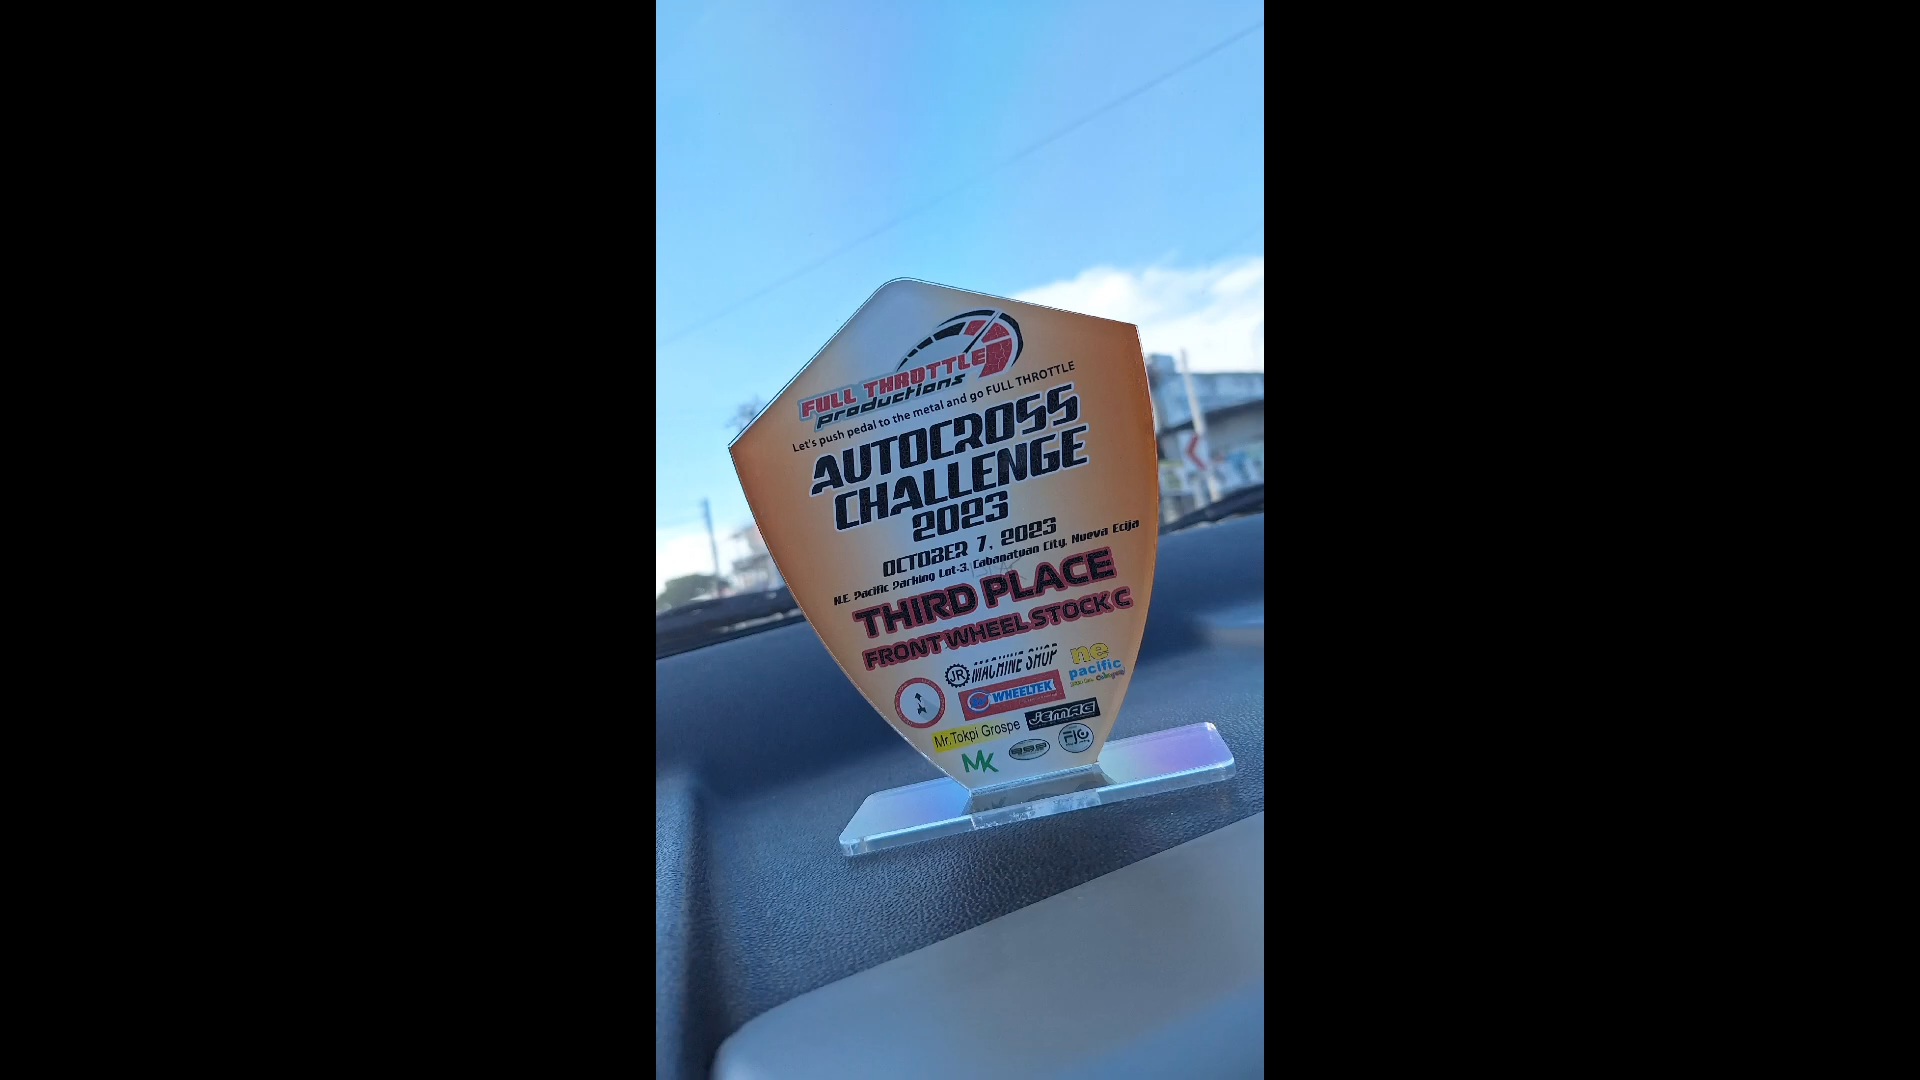 FULL THROTTLE
productions
Let's push pedal to the metal and go FULL THROTTLE
AUTOCROSS
CHALLENGE
2023
OCTOBER 7, 2023
N.E. Pacific Parking Lot-3, Cabanatuan City, Nueva Ecija
THIRD PLACE
FRONT WHEEL STOCK C
JR MACHINE SHOP
ne
pacific
WHEELTEK
Mr.Tokpi Grospe
JEMAG
MK
FJC